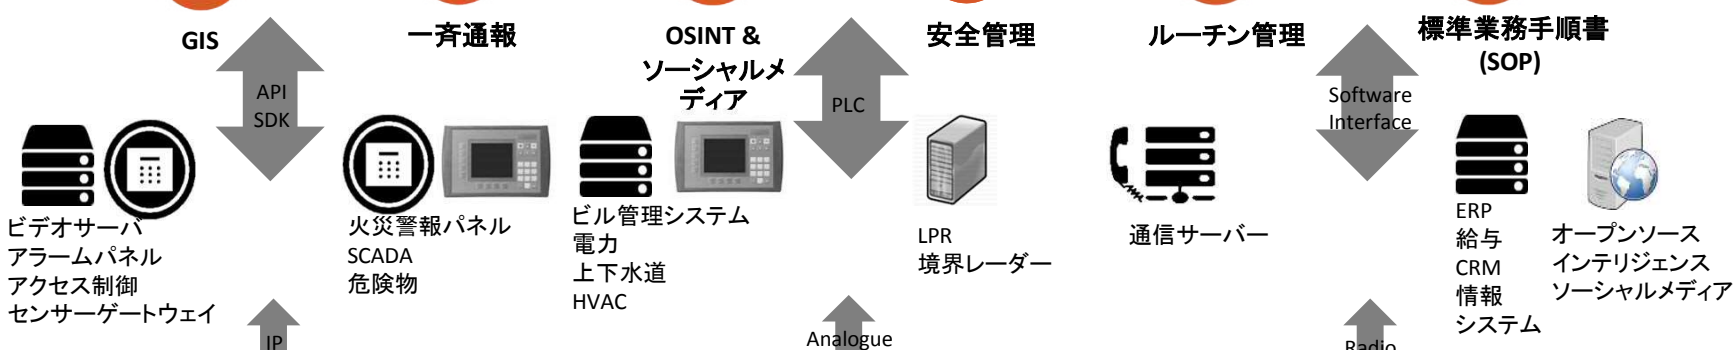 GIS
一斉通報
OSINT &
ソーシャルメ
ディア
安全管理
ルーチン管理
標準業務手順書
(SOP)
API
SDK
PLC
Software
Interface
ビデオサーバ
アラームパネル
アクセス制御
センサーゲートウェイ
火災警報パネル
SCADA
危険物
ビル管理システム
電力
上下水道
HVAC
LPR
境界レーダー
通信サーバー
ERP
給与
CRM
情報
システム
オープンソース
インテリジェンス
ソーシャルメディア
IP
Analogue
Radio